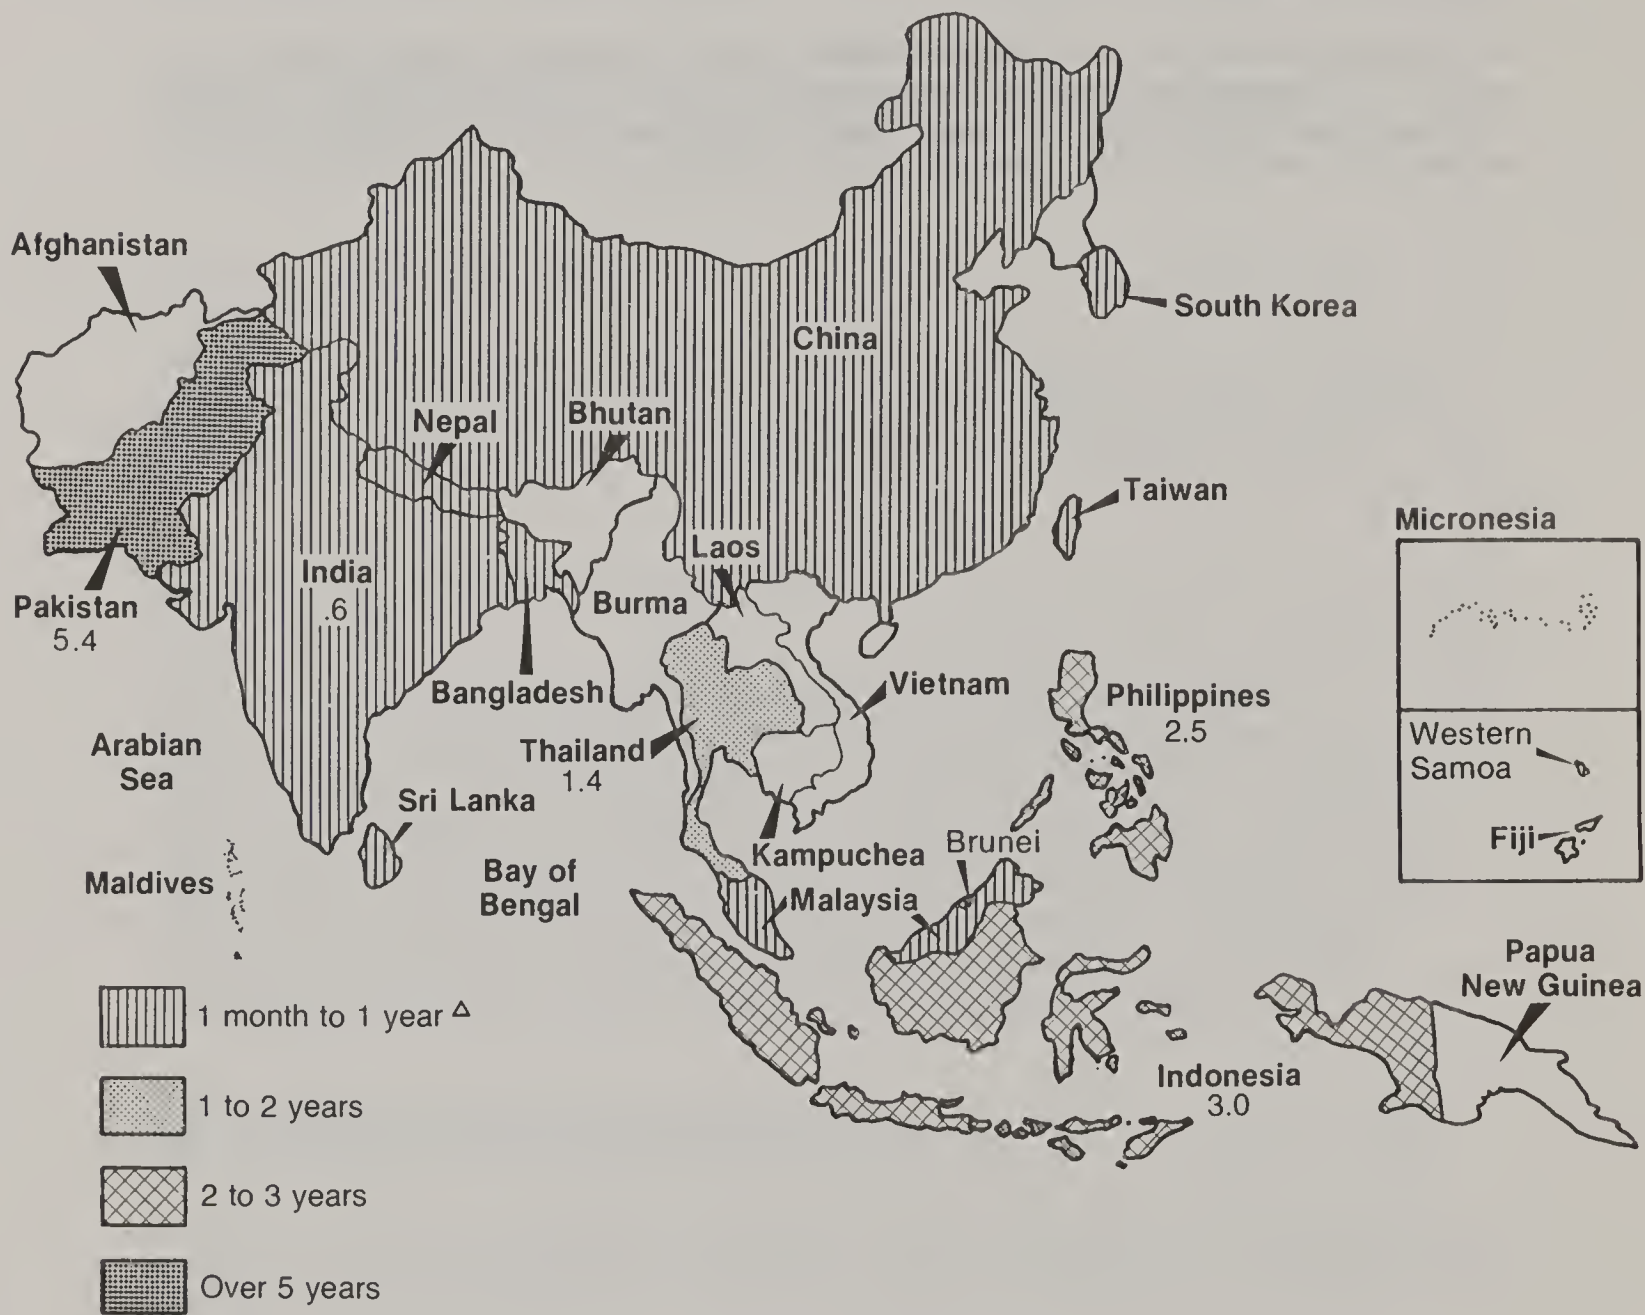 Afghanistan
South Korea
China
Nepal
Bhutan
Taiwan
Micronesia
Laos
India
.6
Pakistan
5.4
Burma
Bangladesh
Vietnam
Philippines
2.5
Thailand
1.4
Arabian
Sea
Western
Samoa
Sri Lanka
Fiji
Kampuchea
Brunei
Maldives
Bay of
Bengal
Malaysia
Papua
New Guinea
1 month to 1 year Δ
Indonesia
3.0
1 to 2 years
2 to 3 years
Over 5 years